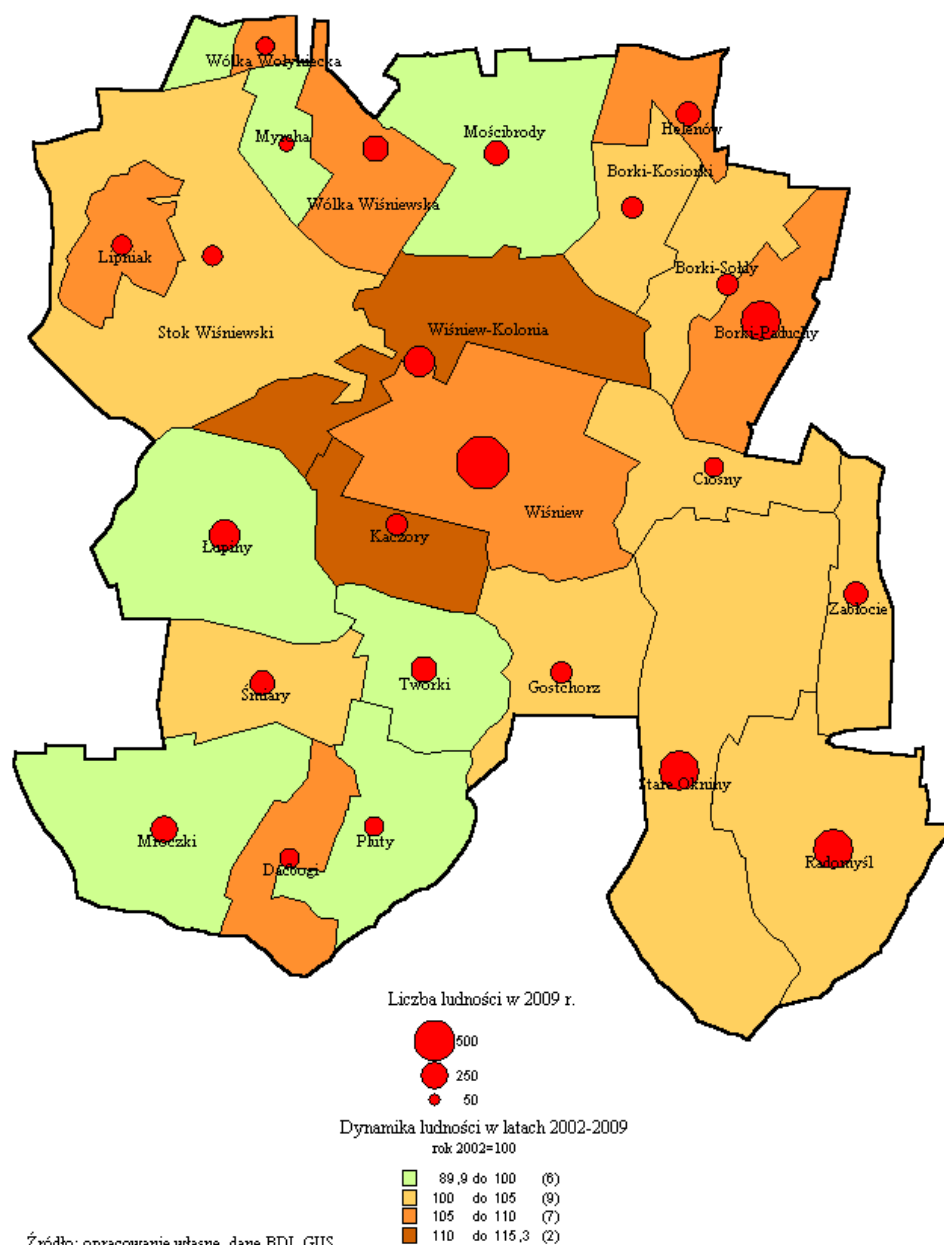 Wólka Wołyniecka
Myrcha
Mościbrody
Helenów
Borki-Kosiorki
Wólka Wiśniewska
Lipniak
Borki-Sołdy
Stok Wiśniewski
Wiśniew-Kolonia
Borki-Paduchy
Ciosny
Wiśniew
Kaczory
Łupiny
Zabłocie
Śmiary
Tworki
Gostchorz
Stare Okniny
Mroczki
Pluty
Daćbogi
Radomyśl
Liczba ludności w 2009 r.
500
250
50
Dynamika ludności w latach 2002-2009
rok 2002=100
89,9 do 100 (6)
100 do 105 (9)
105 do 110 (7)
110 do 115,3 (2)
Źródło: opracowanie własne, dane BDL GUS